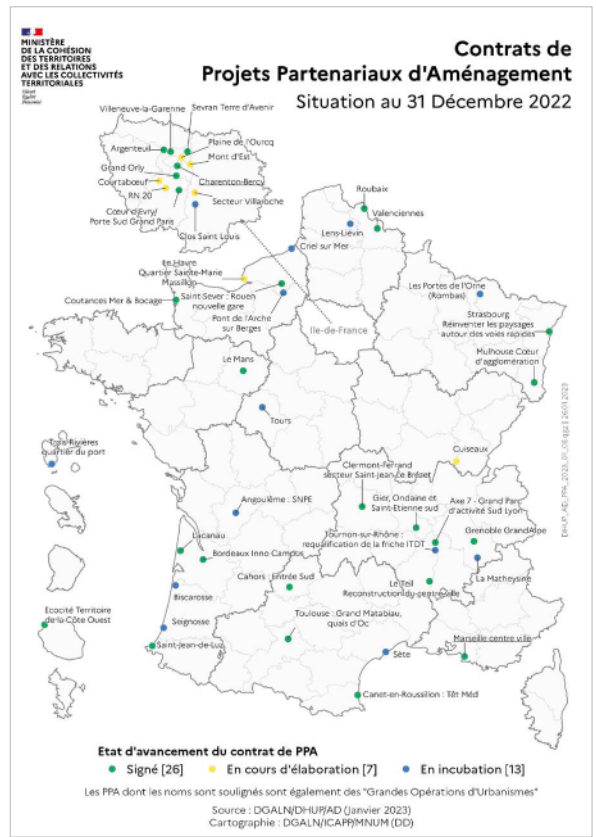 MINISTÈRE
DE LA COHÉSION
DES TERRITOIRES
ET DES RELATIONS
AVEC LES COLLECTIVITÉS
TERRITORIALES
Liberté
Égalité
Fraternité
Contrats de
Projets Partenariaux d'Aménagement
Situation au 31 Décembre 2022
Villeneuve-la-Garenne
Sevran Terre d'Avenir
Argenteuil
Plaine de l'Ourcq
Mont d'Est
Grand Orly
Charenton-Bercy
Courtabœuf
RN 20
Secteur Villaroche
Cœur d'Evry/
Porte Sud Grand Paris
Clos Saint Louis
Roubaix
Valenciennes
Lens-Liévin
Criel sur Mer
Le Havre
Quartier Sainte-Marie
Massillon
Coutances Mer & Bocage
Saint-Sever : Rouen
nouvelle gare
Pont de l'Arche
sur Berges
Ile-de-France
Les Portes de l'Orne
(Rombas)
Strasbourg
Réinventer les paysages
autour des voies rapides
Mulhouse Cœur
d'agglomération
Le Mans
Tours
Cuiseaux
Trois-Rivières
quartier du port
Clermont-Ferrand
secteur Saint-Jean Le Brézet
Gier, Ondaine et
Saint-Etienne sud
Axe 7 - Grand Parc
d'activité Sud Lyon
Angoulême : SNPE
Tournon-sur-Rhône :
requalification de la friche ITDT
Grenoble GrandAlpe
Lacanau
Bordeaux Inno Campus
La Matheysine
Cahors : Entrée Sud
Le Teil
Reconstruction du centre-ville
Biscarosse
Ecocité Territoire
de la Côte Ouest
Seignosse
Toulouse : Grand Matabiau,
quais d'Oc
Marseille centre ville
Saint-Jean-de-Luz
Sète
Canet-en-Roussillon : Têt Méd
Etat d'avancement du contrat de PPA
Signé [26]
En cours d'élaboration [7]
En incubation [13]
Les PPA dont les noms sont soulignés sont également des "Grandes Opérations d'Urbanismes"
Source : DGALN/DHUP/AD (Janvier 2023)
Cartographie : DGALN/ICAPP/MNUM (DD)